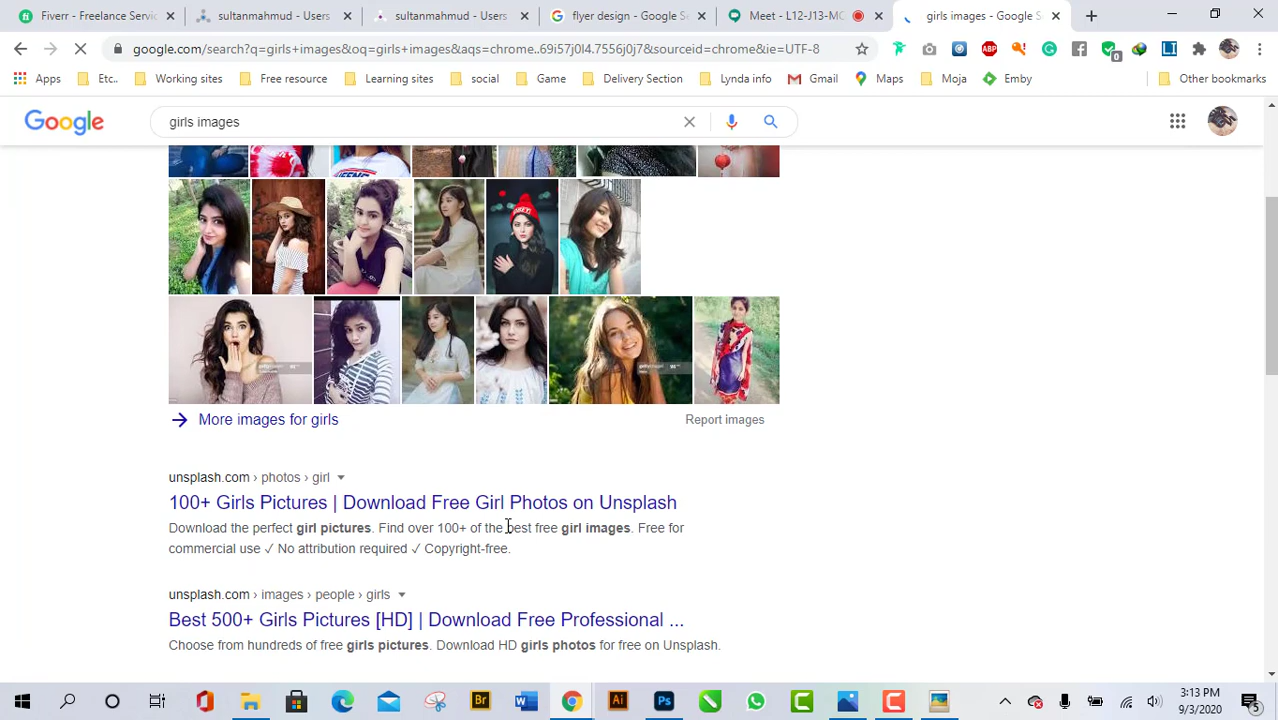 Fiverr - Freelance Servic
sultanmahmud - Users
sultanmahmud - Users
flyer design - Google Se
Meet - L12-J13-MC
girls images - Google S
google.com/search?q=girls+images&oq=girls+images&aqs=chrome..69i57j0l4.7556j0j7&sourceid=chrome&ie=UTF-8
Apps
Etc..
Working sites
Free resource
Learning sites
social
Game
Delivery Section
Lynda info
Gmail
Maps
Moja
Emby
Other bookmarks
Google
girls images
More images for girls
Report images
unsplash.com › photos › girl
100+ Girls Pictures | Download Free Girl Photos on Unsplash
Download the perfect girl pictures. Find over 100+ of the best free girl images. Free for
commercial use ✓ No attribution required ✓ Copyright-free.
unsplash.com › images › people › girls
Best 500+ Girls Pictures [HD] | Download Free Professional ...
Choose from hundreds of free girls pictures. Download HD girls photos for free on Unsplash.
3:13 PM
9/3/2020